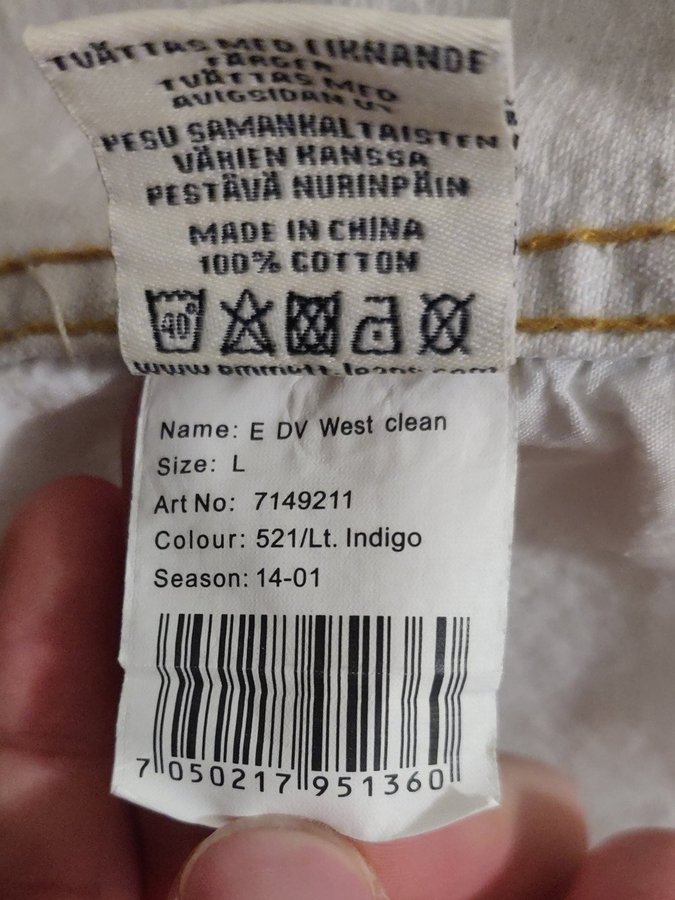 TVÄTTAS MED LIKNANDE
FÄRGER
TVÄTTAS MED
AVIGSIDAN UT
PESU SAMANKALTAISTEN
VÄRIEN KANSSA
PESTÄVÄ NURINPÄIN
MADE IN CHINA
100% COTTON
40°
Name: E DV West clean
Size: L
Art No: 7149211
Colour: 521/Lt. Indigo
Season: 14-01
7 050217 951360